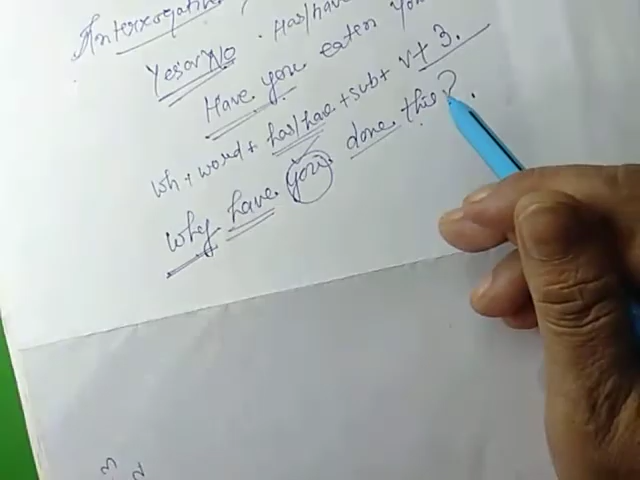 Interrogative
Yes or No . Has/have
Have you eaten you
Wh + word + has/have + sub + v + 3.
Why have you done this?